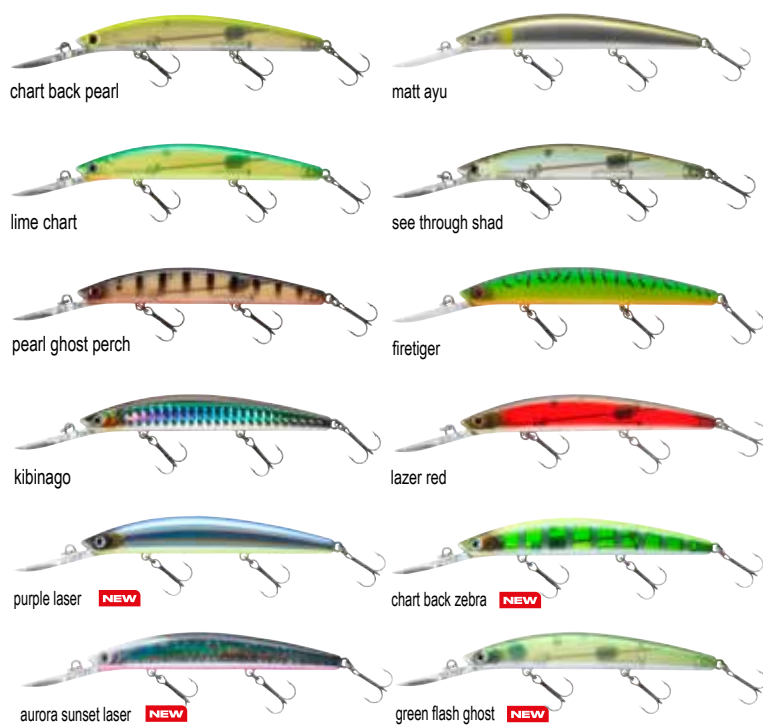 chart back pearl
matt ayu
lime chart
see through shad
pearl ghost perch
firetiger
kibinago
lazer red
purple laser NEW
chart back zebra NEW
aurora sunset laser NEW
green flash ghost NEW